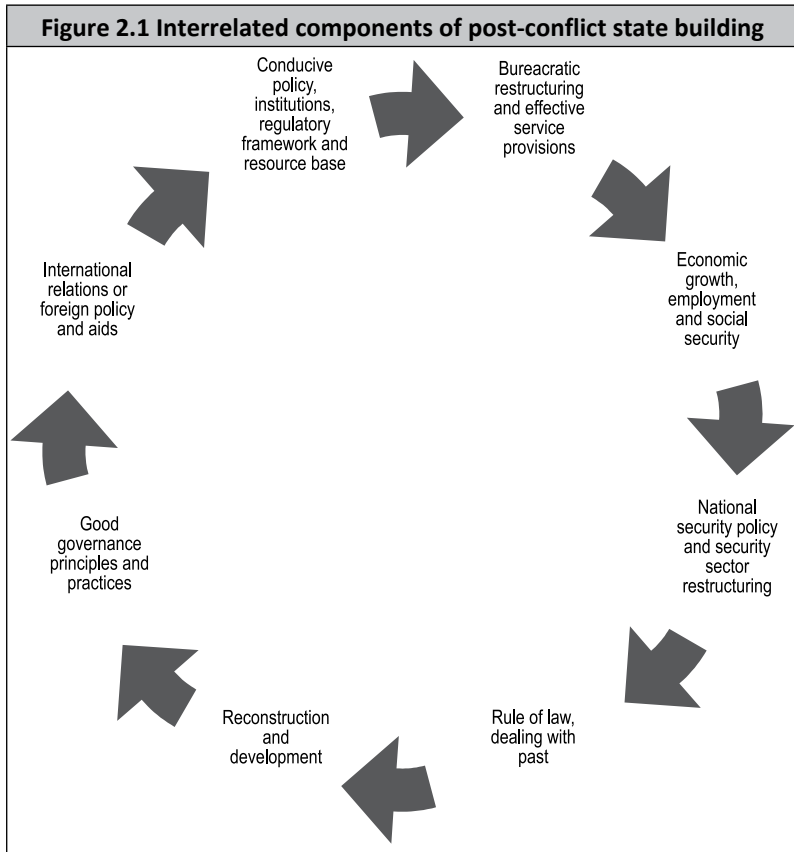 Figure 2.1 Interrelated components of post-conflict state building
Conducive
policy,
institutions,
regulatory
framework and
resource base
Bureacratic
restructuring
and effective
service
provisions
Economic
growth,
employment
and social
security
National
security policy
and security
sector
restructuring
Rule of law,
dealing with
past
Reconstruction
and
development
Good
governance
principles and
practices
International
relations or
foreign policy
and aids